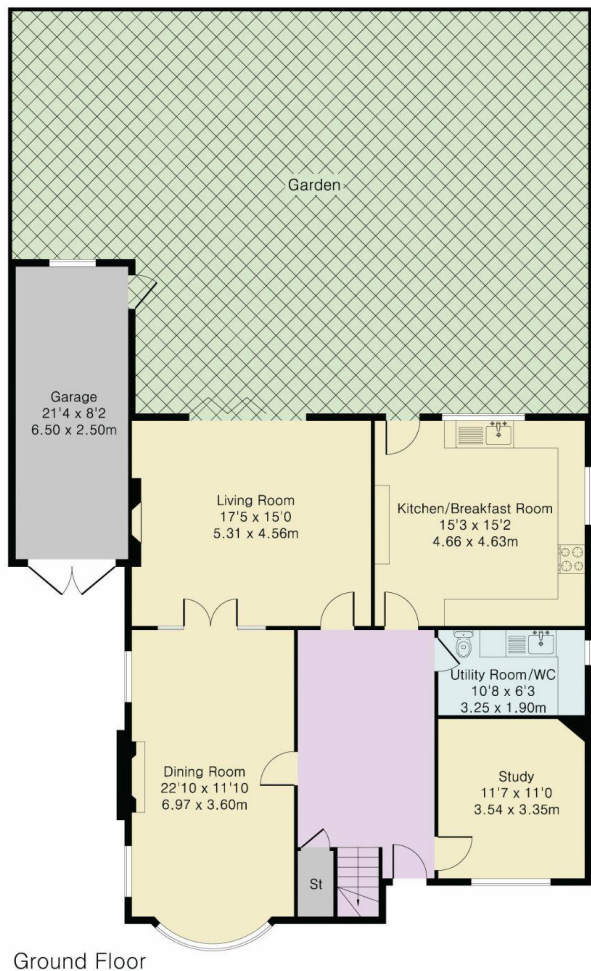 Garden
Garage
21'4 x 8'2
6.50 x 2.50m
Living Room
17'5 x 15'0
5.31 x 4.56m
Kitchen/Breakfast Room
15'3 x 15'2
4.66 x 4.63m
Utility Room/WC
10'8 x 6'3
3.25 x 1.90m
Dining Room
22'10 x 11'10
6.97 x 3.60m
Study
11'7 x 11'0
3.54 x 3.35m
St
Ground Floor